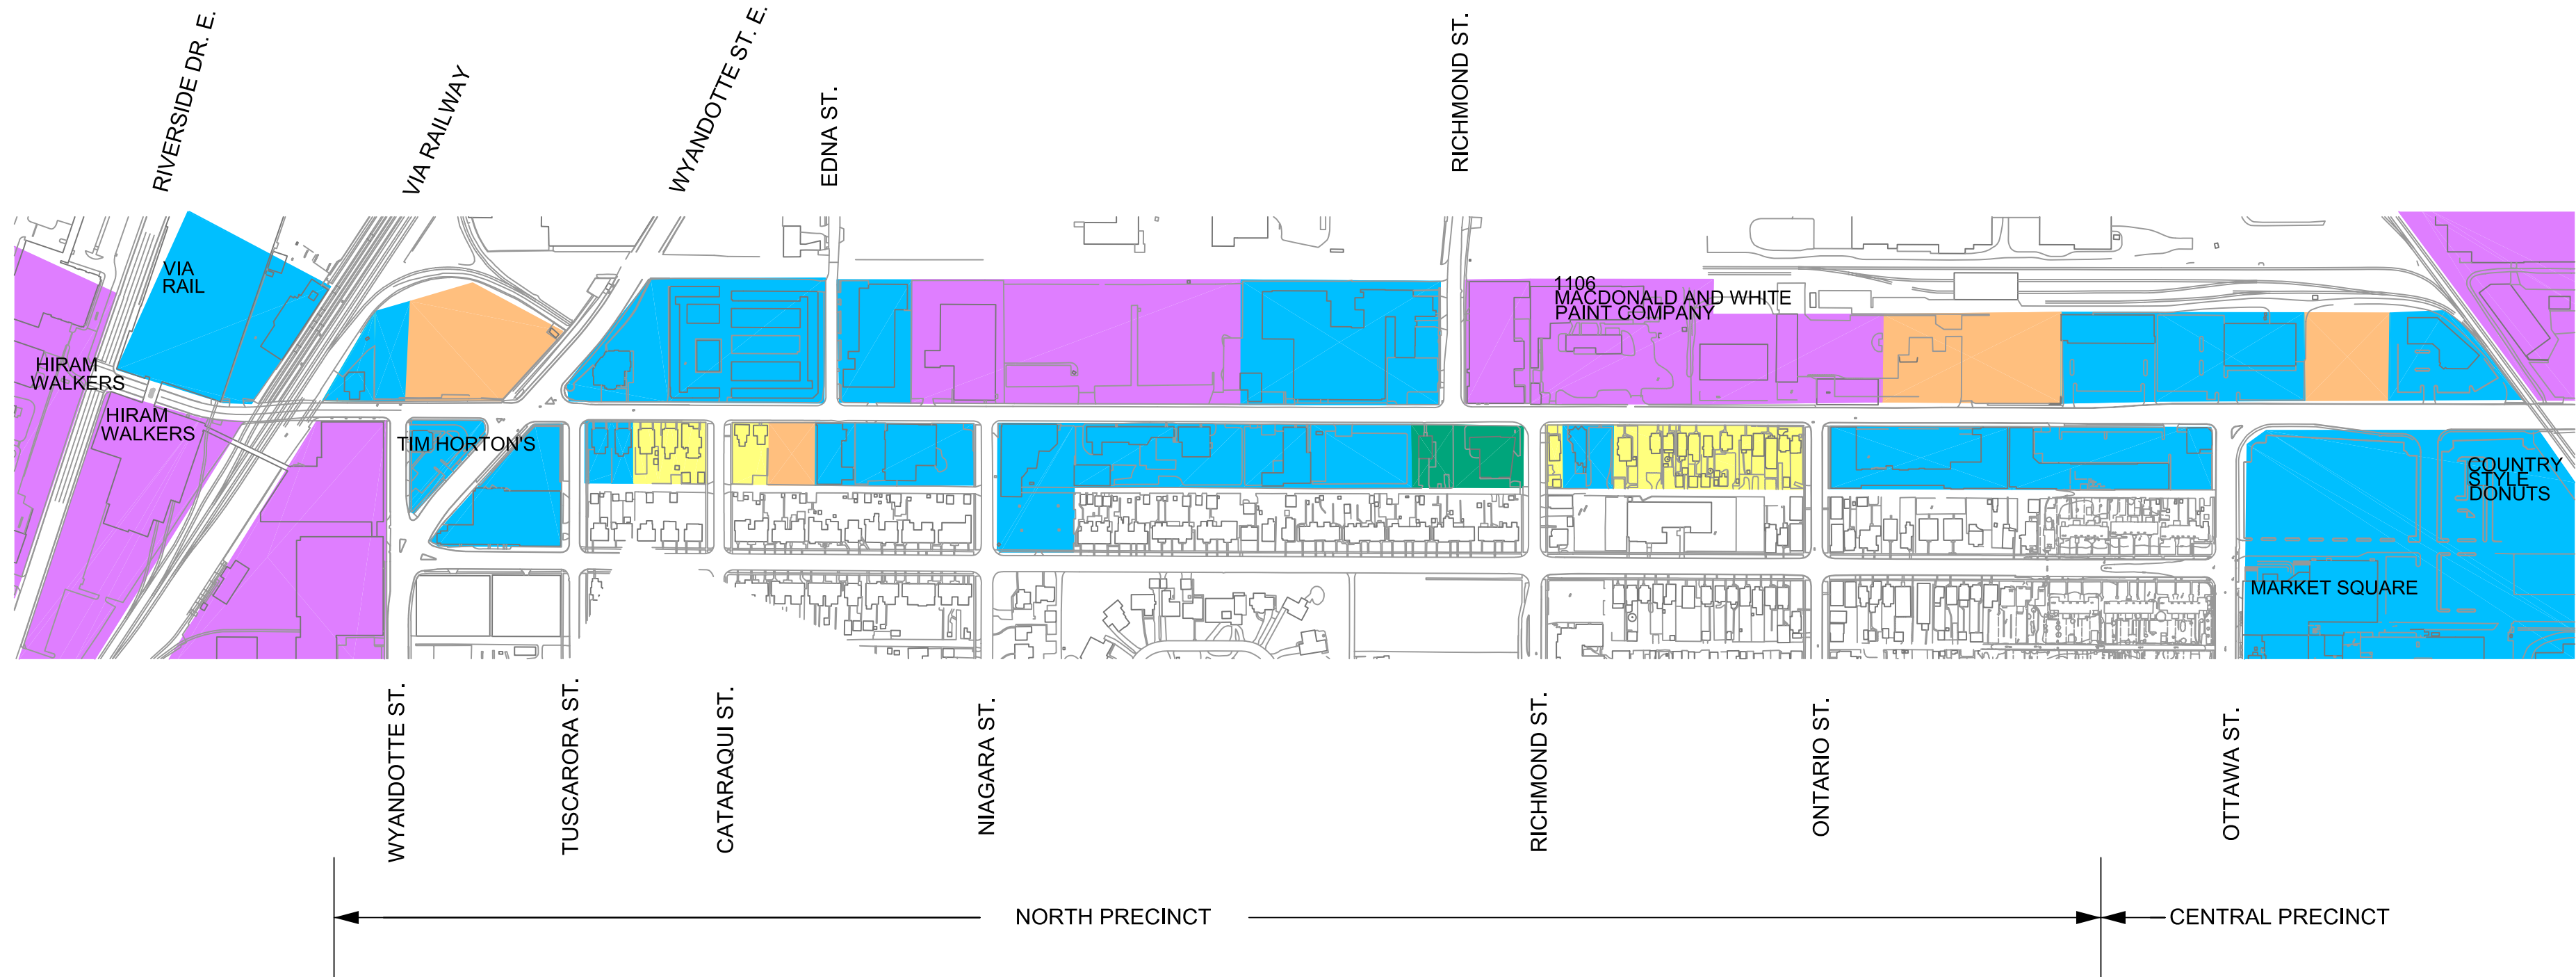 RIVERSIDE DR. E.
VIA RAILWAY
WYANDOTTE ST. E.
EDNA ST.
RICHMOND ST.
VIA
RAIL
HIRAM
WALKERS
HIRAM
WALKERS
TIM HORTON'S
1106
MACDONALD AND WHITE
PAINT COMPANY
COUNTRY
STYLE
DONUTS
MARKET SQUARE
WYANDOTTE ST.
TUSCARORA ST.
CATARAQUI ST.
NIAGARA ST.
RICHMOND ST.
ONTARIO ST.
OTTAWA ST.
NORTH PRECINCT
CENTRAL PRECINCT